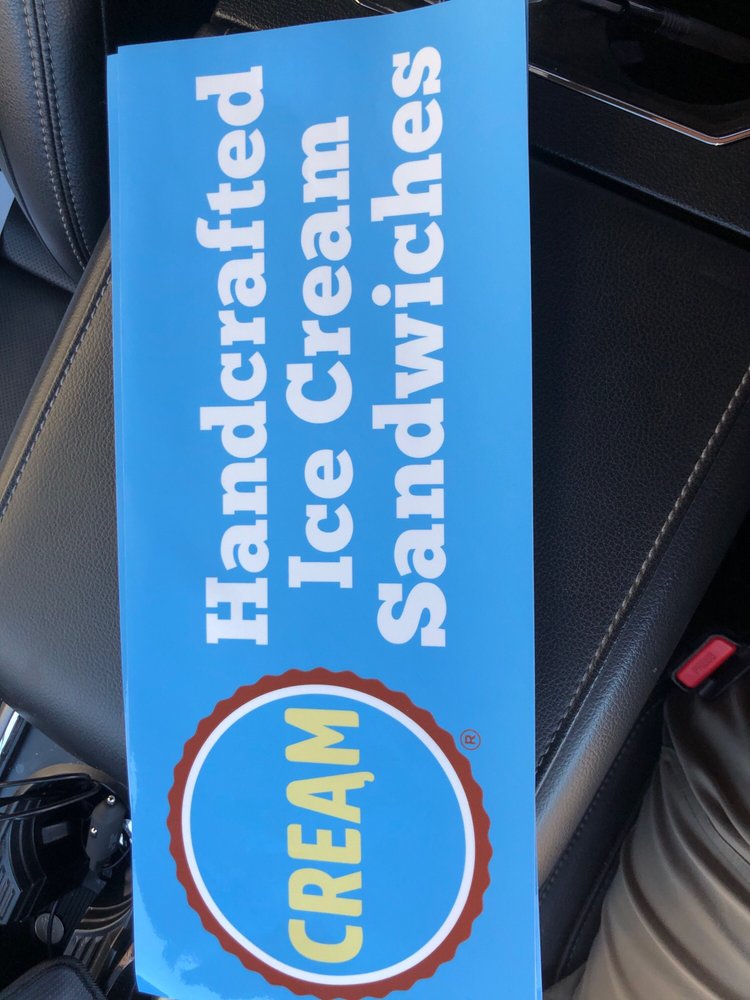 CREAM
®
Handcrafted
Ice Cream
Sandwiches